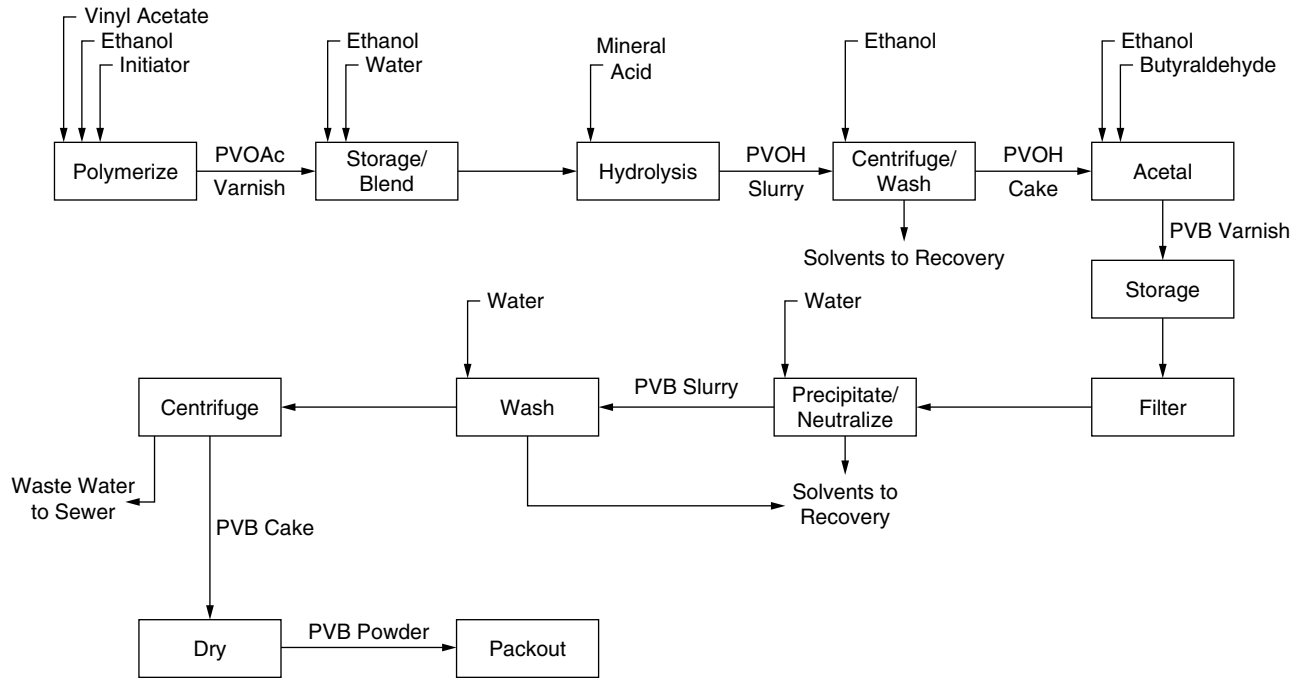 Vinyl Acetate
Ethanol
Initiator
Ethanol
Water
Mineral
Acid
Ethanol
Ethanol
Butyraldehyde
Polymerize
PVOAc
Varnish
Storage/
Blend
Hydrolysis
PVOH
Slurry
Centrifuge/
Wash
PVOH
Cake
Acetal
Solvents to Recovery
PVB Varnish
Storage
Filter
Water
Precipitate/
Neutralize
Solvents to
Recovery
PVB Slurry
Water
Wash
Centrifuge
Waste Water
to Sewer
PVB Cake
Dry
PVB Powder
Packout